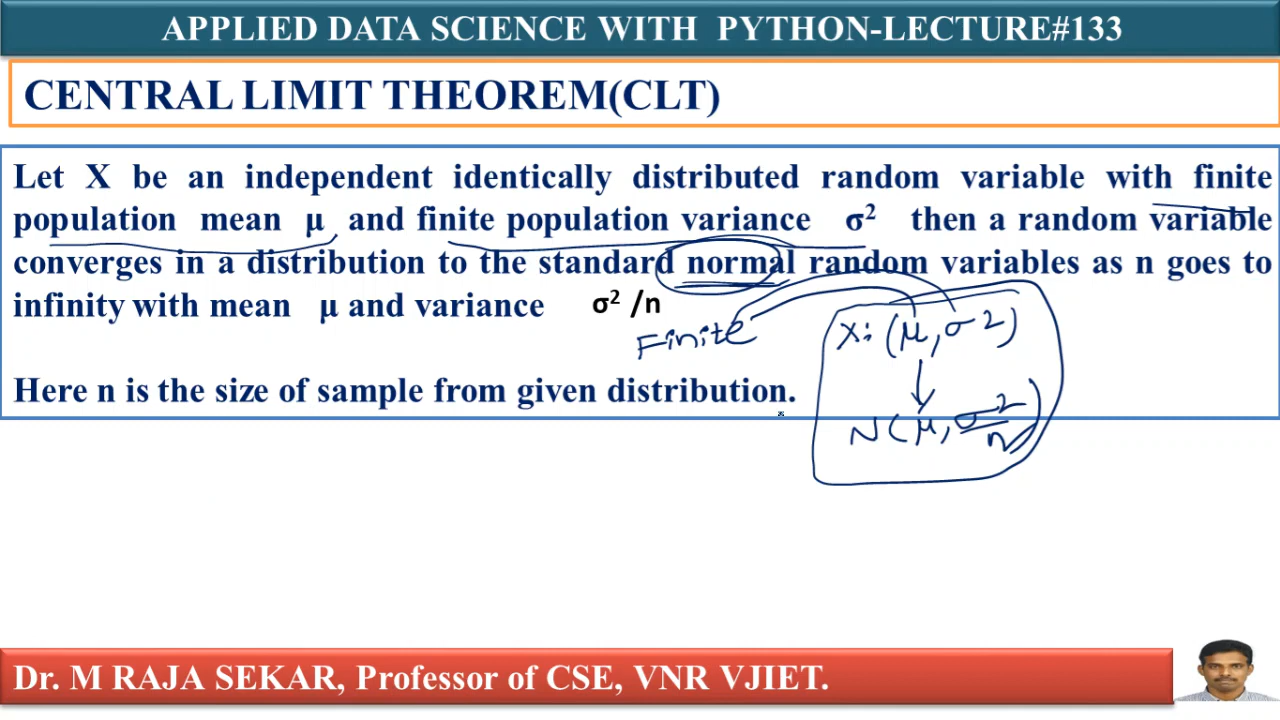 APPLIED DATA SCIENCE WITH PYTHON-LECTURE#133
CENTRAL LIMIT THEOREM(CLT)
Let X be an independent identically distributed random variable with finite
population mean μ and finite population variance σ² then a random variable
converges in a distribution to the standard normal random variables as n goes to
infinity with mean μ and variance σ² /n
Finite
X: (μ, σ2)
Here n is the size of sample from given distribution.
N(μ, σ²/n)
Dr. M RAJA SEKAR, Professor of CSE, VNR VJIET.